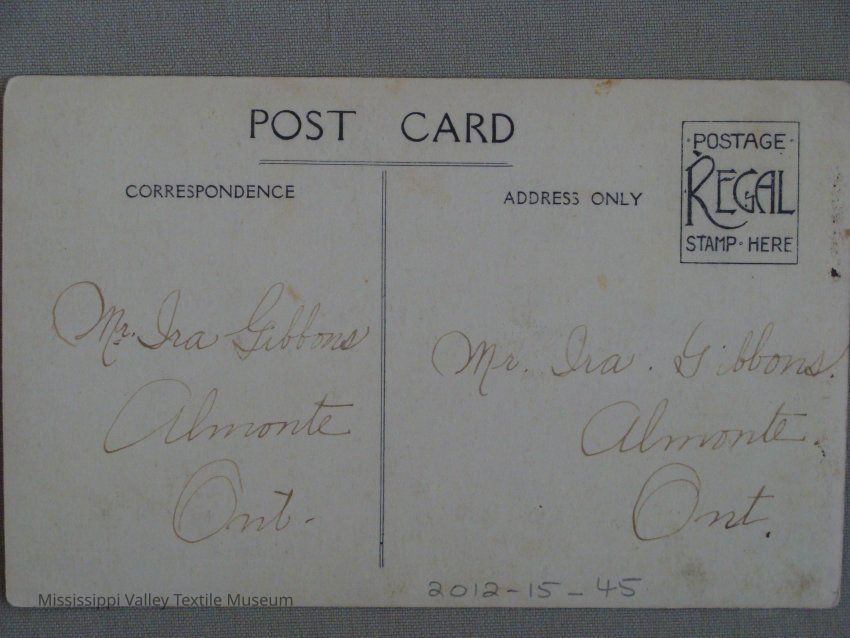 POST CARD
CORRESPONDENCE
ADDRESS ONLY
·POSTAGE·
REGAL
STAMP·HERE
Mr. Ira Gibbons
Almonte
Ont-
Mr. Ira. Gibbons.
Almonte.
Ont.
2012-15-45
Mississippi Valley Textile Museum